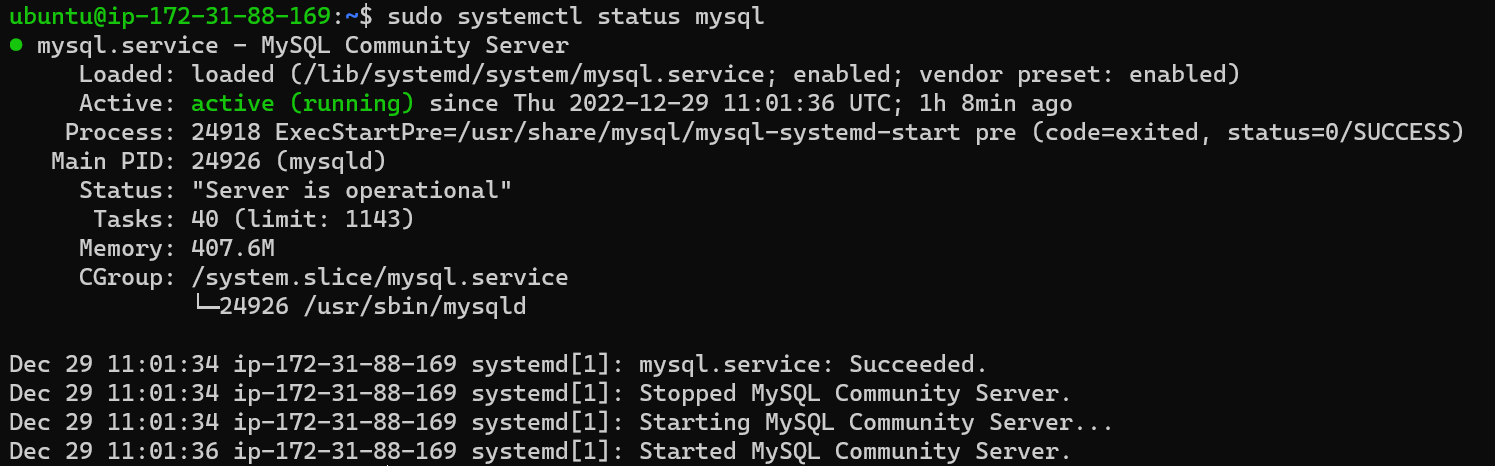 ubuntu@ip-172-31-88-169:~$ sudo systemctl status mysql
● mysql.service - MySQL Community Server
     Loaded: loaded (/lib/systemd/system/mysql.service; enabled; vendor preset: enabled)
     Active: active (running) since Thu 2022-12-29 11:01:36 UTC; 1h 8min ago
    Process: 24918 ExecStartPre=/usr/share/mysql/mysql-systemd-start pre (code=exited, status=0/SUCCESS)
   Main PID: 24926 (mysqld)
     Status: "Server is operational"
      Tasks: 40 (limit: 1143)
     Memory: 407.6M
     CGroup: /system.slice/mysql.service
             └─24926 /usr/sbin/mysqld

Dec 29 11:01:34 ip-172-31-88-169 systemd[1]: mysql.service: Succeeded.
Dec 29 11:01:34 ip-172-31-88-169 systemd[1]: Stopped MySQL Community Server.
Dec 29 11:01:34 ip-172-31-88-169 systemd[1]: Starting MySQL Community Server...
Dec 29 11:01:36 ip-172-31-88-169 systemd[1]: Started MySQL Community Server.